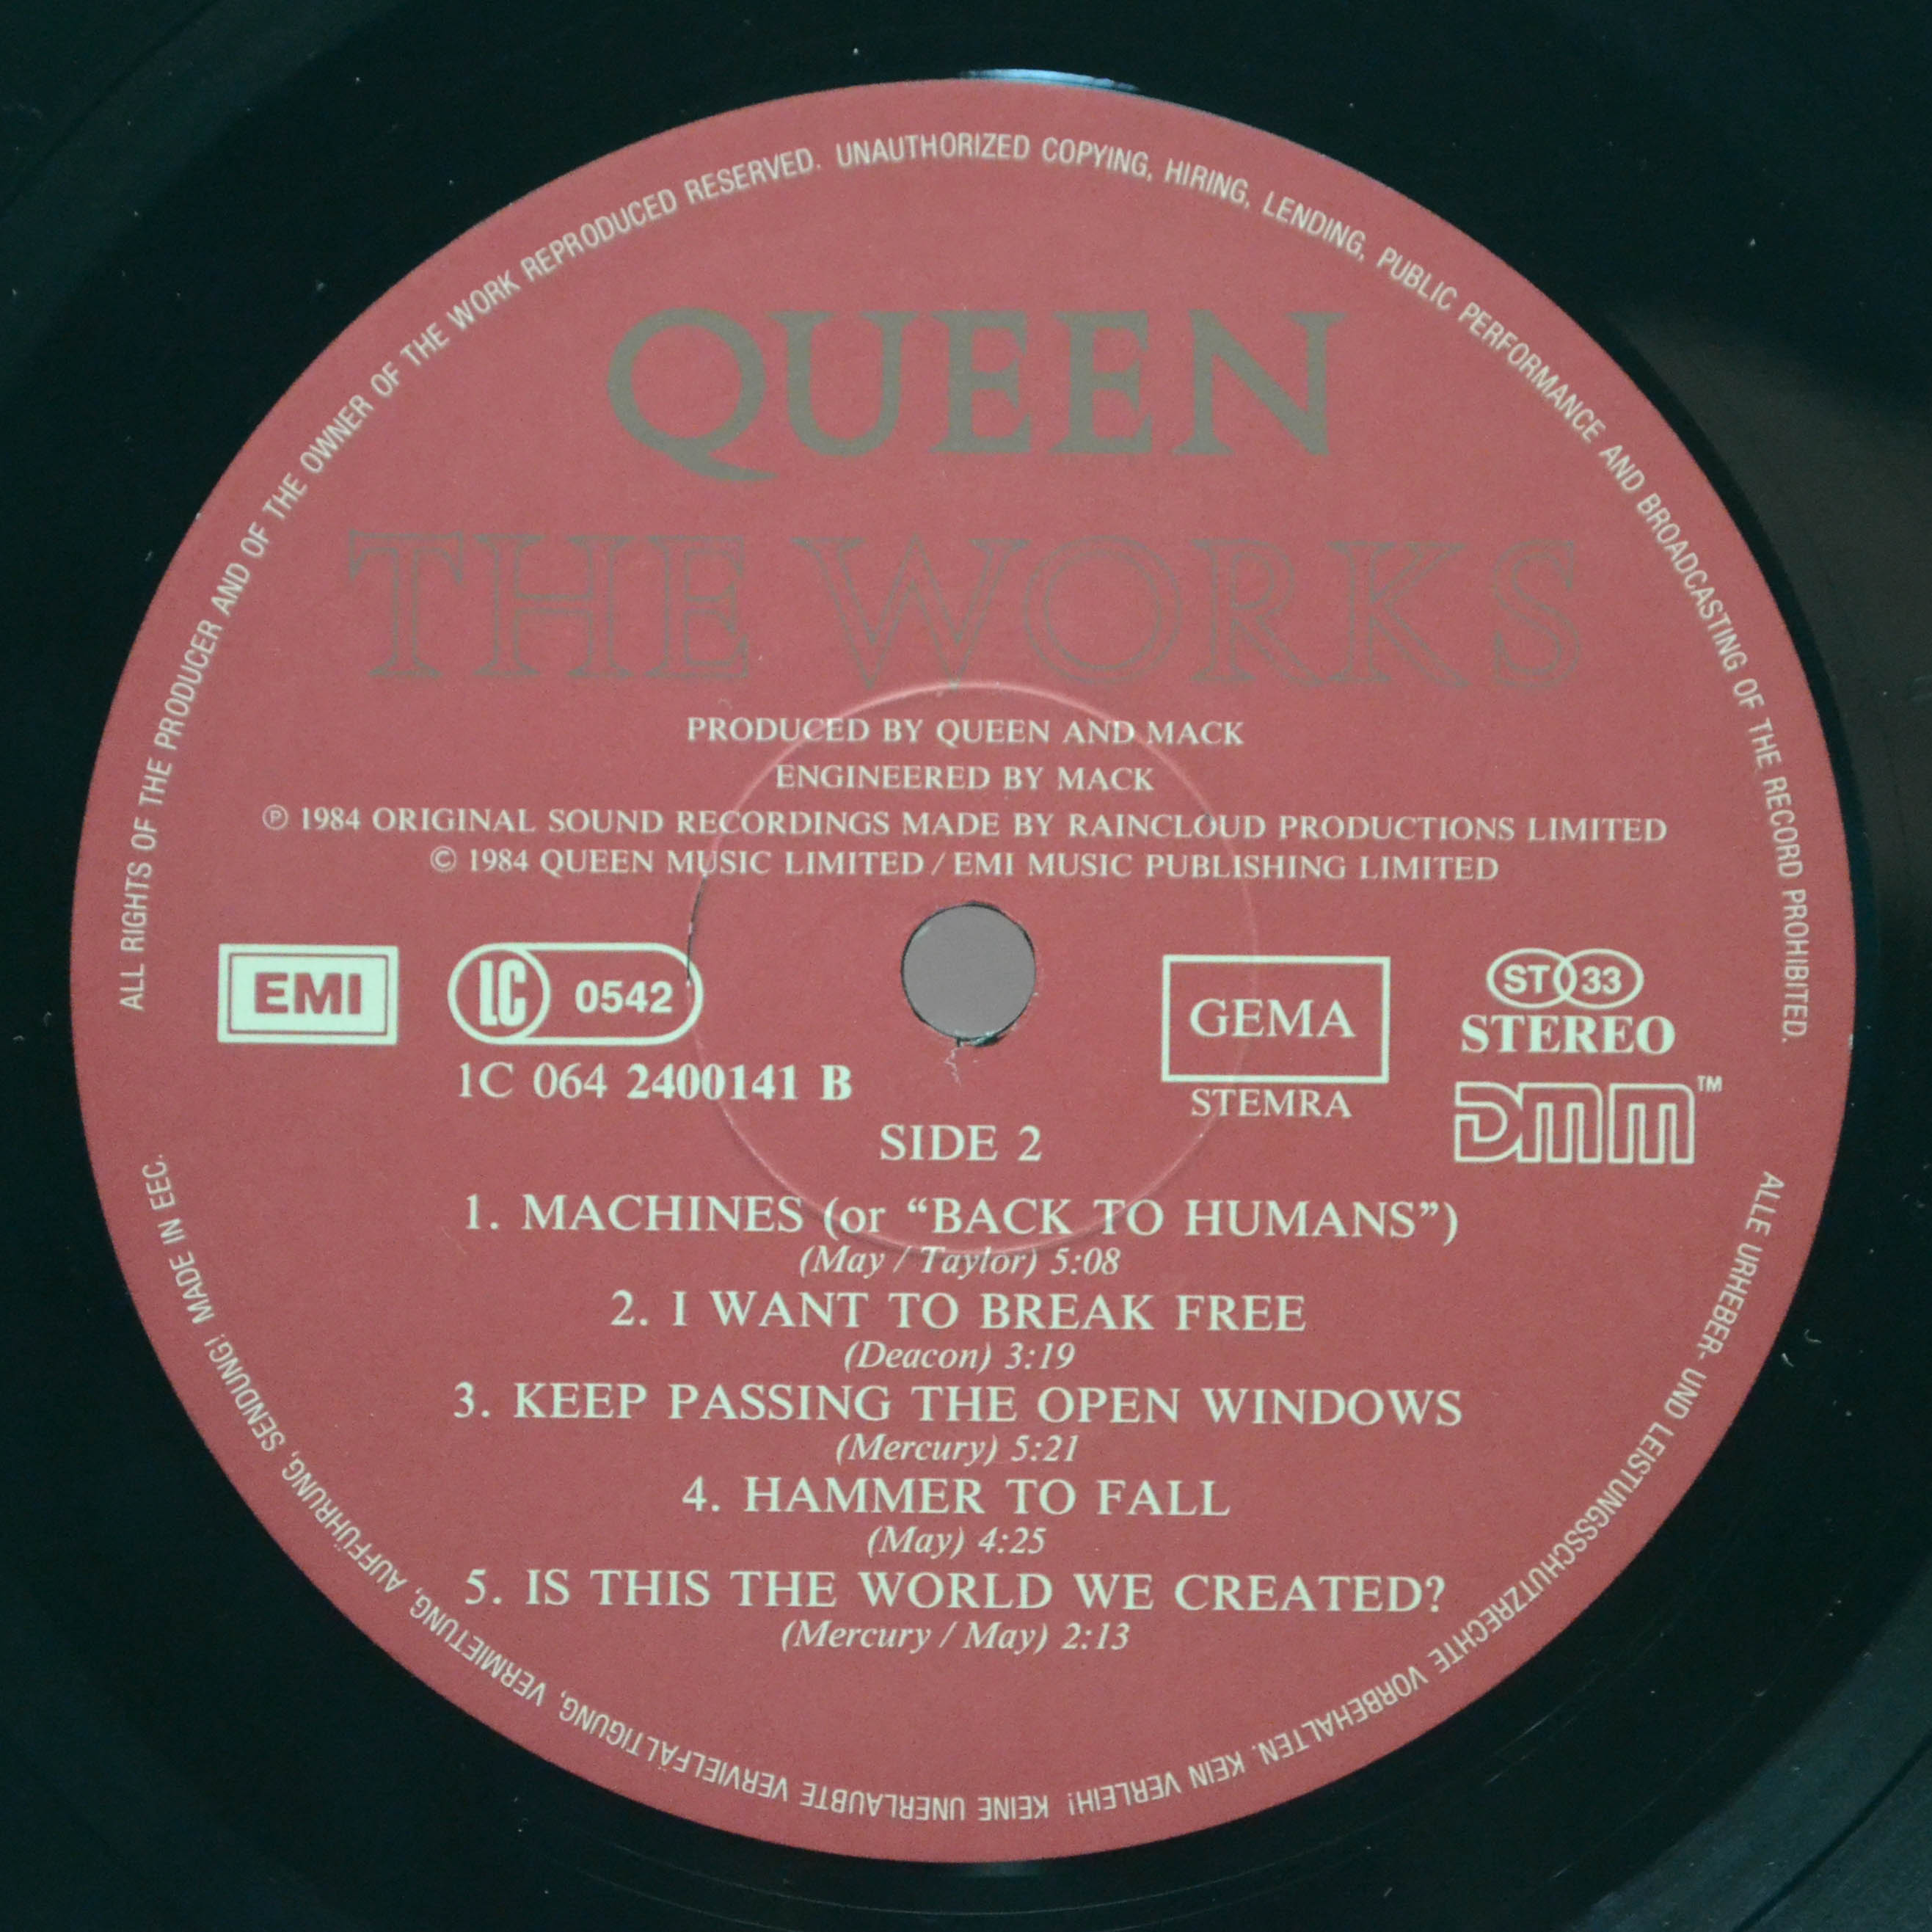 ALL RIGHTS OF THE PRODUCER AND OF THE OWNER OF THE WORK REPRODUCED RESERVED. UNAUTHORIZED COPYING, HIRING, LENDING, PUBLIC PERFORMANCE AND BROADCASTING OF THE RECORD PROHIBITED.
QUEEN
THE WORKS
PRODUCED BY QUEEN AND MACK
ENGINEERED BY MACK
℗ 1984 ORIGINAL SOUND RECORDINGS MADE BY RAINCLOUD PRODUCTIONS LIMITED
© 1984 QUEEN MUSIC LIMITED / EMI MUSIC PUBLISHING LIMITED
EMI
LC 0542
1C 064 2400141 B
GEMA
STEMRA
ST 33
STEREO
DMM™
SIDE 2
1. MACHINES (or “BACK TO HUMANS”)
(May / Taylor) 5:08
2. I WANT TO BREAK FREE
(Deacon) 3:19
3. KEEP PASSING THE OPEN WINDOWS
(Mercury) 5:21
4. HAMMER TO FALL
(May) 4:25
5. IS THIS THE WORLD WE CREATED?
(Mercury / May) 2:13
ALLE URHEBER- UND LEISTUNGSSCHUTZRECHTE VORBEHALTEN. KEIN VERLEIH! KEINE UNERLAUBTE VERVIELFÄLTIGUNG, VERMIETUNG, AUFFÜHRUNG, SENDUNG! MADE IN EEC.